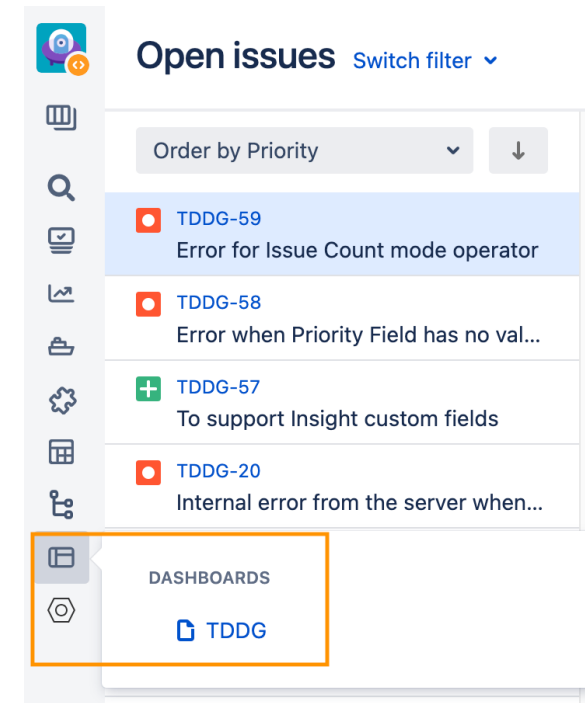 Open issues Switch filter
Order by Priority
TDDG-59
Error for Issue Count mode operator
TDDG-58
Error when Priority Field has no val...
TDDG-57
To support Insight custom fields
TDDG-20
Internal error from the server when...
DASHBOARDS
TDDG